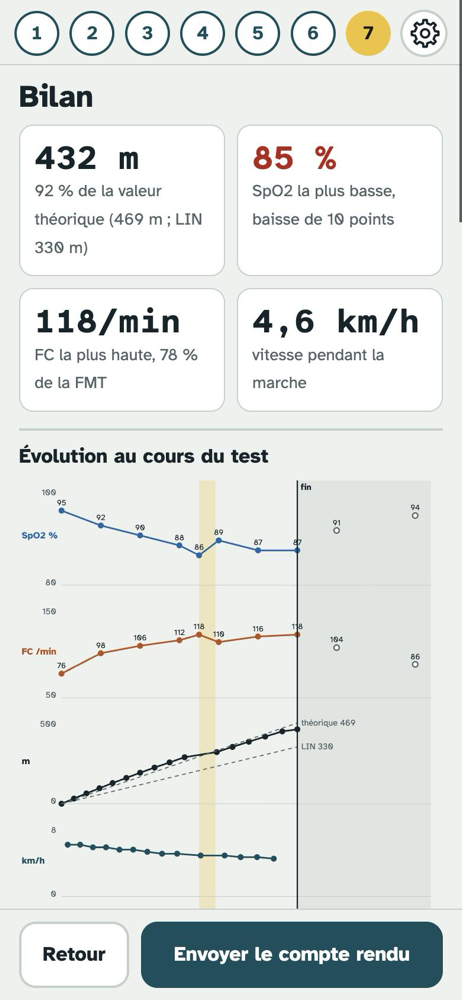 1 2 3 4 5 6 7
Bilan
432 m
92 % de la valeur
théorique (469 m ; LIN
330 m)
85 %
SpO2 la plus basse,
baisse de 10 points
118/min
FC la plus haute, 78 %
de la FMT
4,6 km/h
vitesse pendant la
marche
Évolution au cours du test
fin
100
95 92 90 88 86 89 87 87 91 94
SpO2 %
80
150
76 98 106 112 118 110 116 118 104 86
FC /min
50
500
théorique 469
LIN 330
m
0
8
km/h
0
Retour
Envoyer le compte rendu